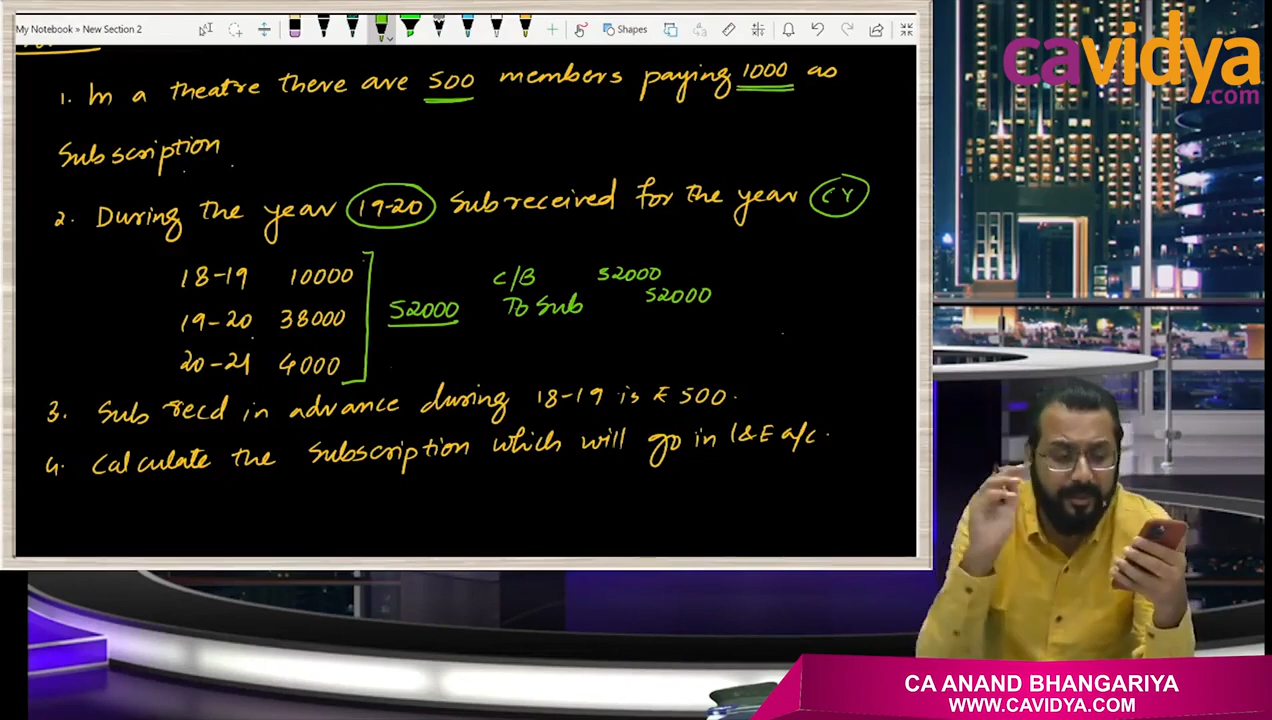 My Notebook » New Section 2
Shapes
cavidya
.com
1. In a theatre there are 500 members paying 1000 as
Subscription
2. During the year 19-20 Sub received for the year CY
18-19 10000
19-20 38000
20-21 4000
52000
C/B 52000
To Sub 52000
3. Sub recd in advance during 18-19 is ₹ 500.
4. Calculate the Subscription which will go in I&E a/c.
CA ANAND BHANGARIYA
WWW.CAVIDYA.COM